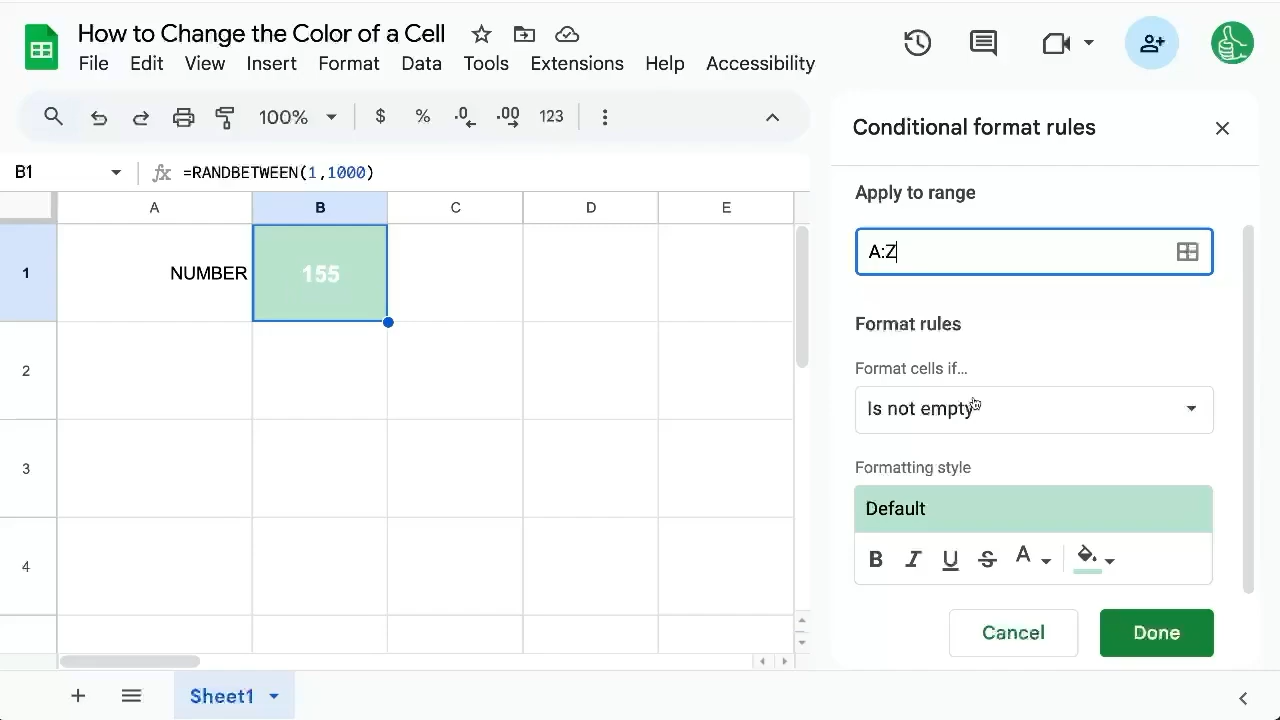 How to Change the Color of a Cell
File Edit View Insert Format Data Tools Extensions Help Accessibility
100% $ % .0 .00 123
B1 fx =RANDBETWEEN(1,1000)
A B C D E
1 NUMBER 155
2
3
4
Conditional format rules
Apply to range
A:Z
Format rules
Format cells if...
Is not empty
Formatting style
Default
B I U S A
Cancel Done
Sheet1